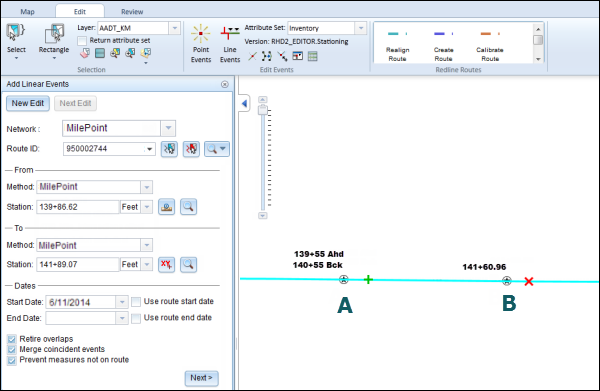 Map Edit Review
Layer: AADT_KM
Return attribute set
Select
Rectangle
Selection
Point Events
Line Events
Attribute Set: Inventory
Version: RHD2_EDITOR.Stationing
Edit Events
Realign Route
Create Route
Calibrate Route
Redline Routes
Add Linear Events
New Edit Next Edit
Network : MilePoint
Route ID: 950002744
From
Method: MilePoint
Station: 139+86.62 Feet
To
Method: MilePoint
Station: 141+89.07 Feet XY
Dates
Start Date: 6/11/2014 Use route start date
End Date: Use route end date
Retire overlaps
Merge coincident events
Prevent measures not on route
Next >
139+55 Ahd
140+55 Bck
141+60.96
A
B